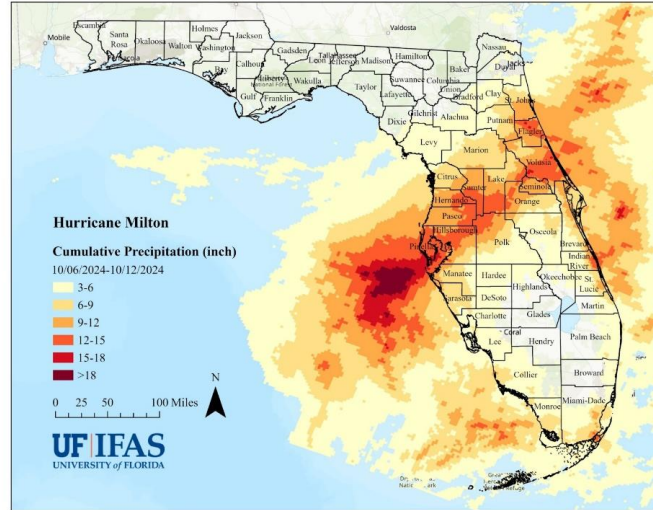 Mobile
Valdosta
Escambia
Santa
Rosa
Okaloosa
Walton
Holmes
Washington
Jackson
Bay
Calhoun
Gulf
Gadsden
Liberty
Franklin
Leon
Wakulla
Jefferson
Madison
Taylor
Hamilton
Suwannee
Lafayette
Dixie
Columbia
Gilchrist
Baker
Union
Bradford
Alachua
Levy
Nassau
Duval
Jacks
Clay
St. Johns
Putnam
Flagler
Marion
Volusia
Citrus
Sumter
Lake
Seminole
Hernando
Orange
Pasco
Hillsborough
Pinellas
Polk
Osceola
Brevard
Indian
River
Manatee
Hardee
Okeechobee
St.
Lucie
Highlands
Sarasota
DeSoto
Martin
Charlotte
Glades
Coral
Lee
Hendry
Palm Beach
Collier
Broward
Monroe
Miami-Dade
Hurricane Milton
Cumulative Precipitation (inch)
10/06/2024-10/12/2024
3-6
6-9
9-12
12-15
15-18
>18
N
0 25 50 100 Miles
UF|IFAS
UNIVERSITY of FLORIDA